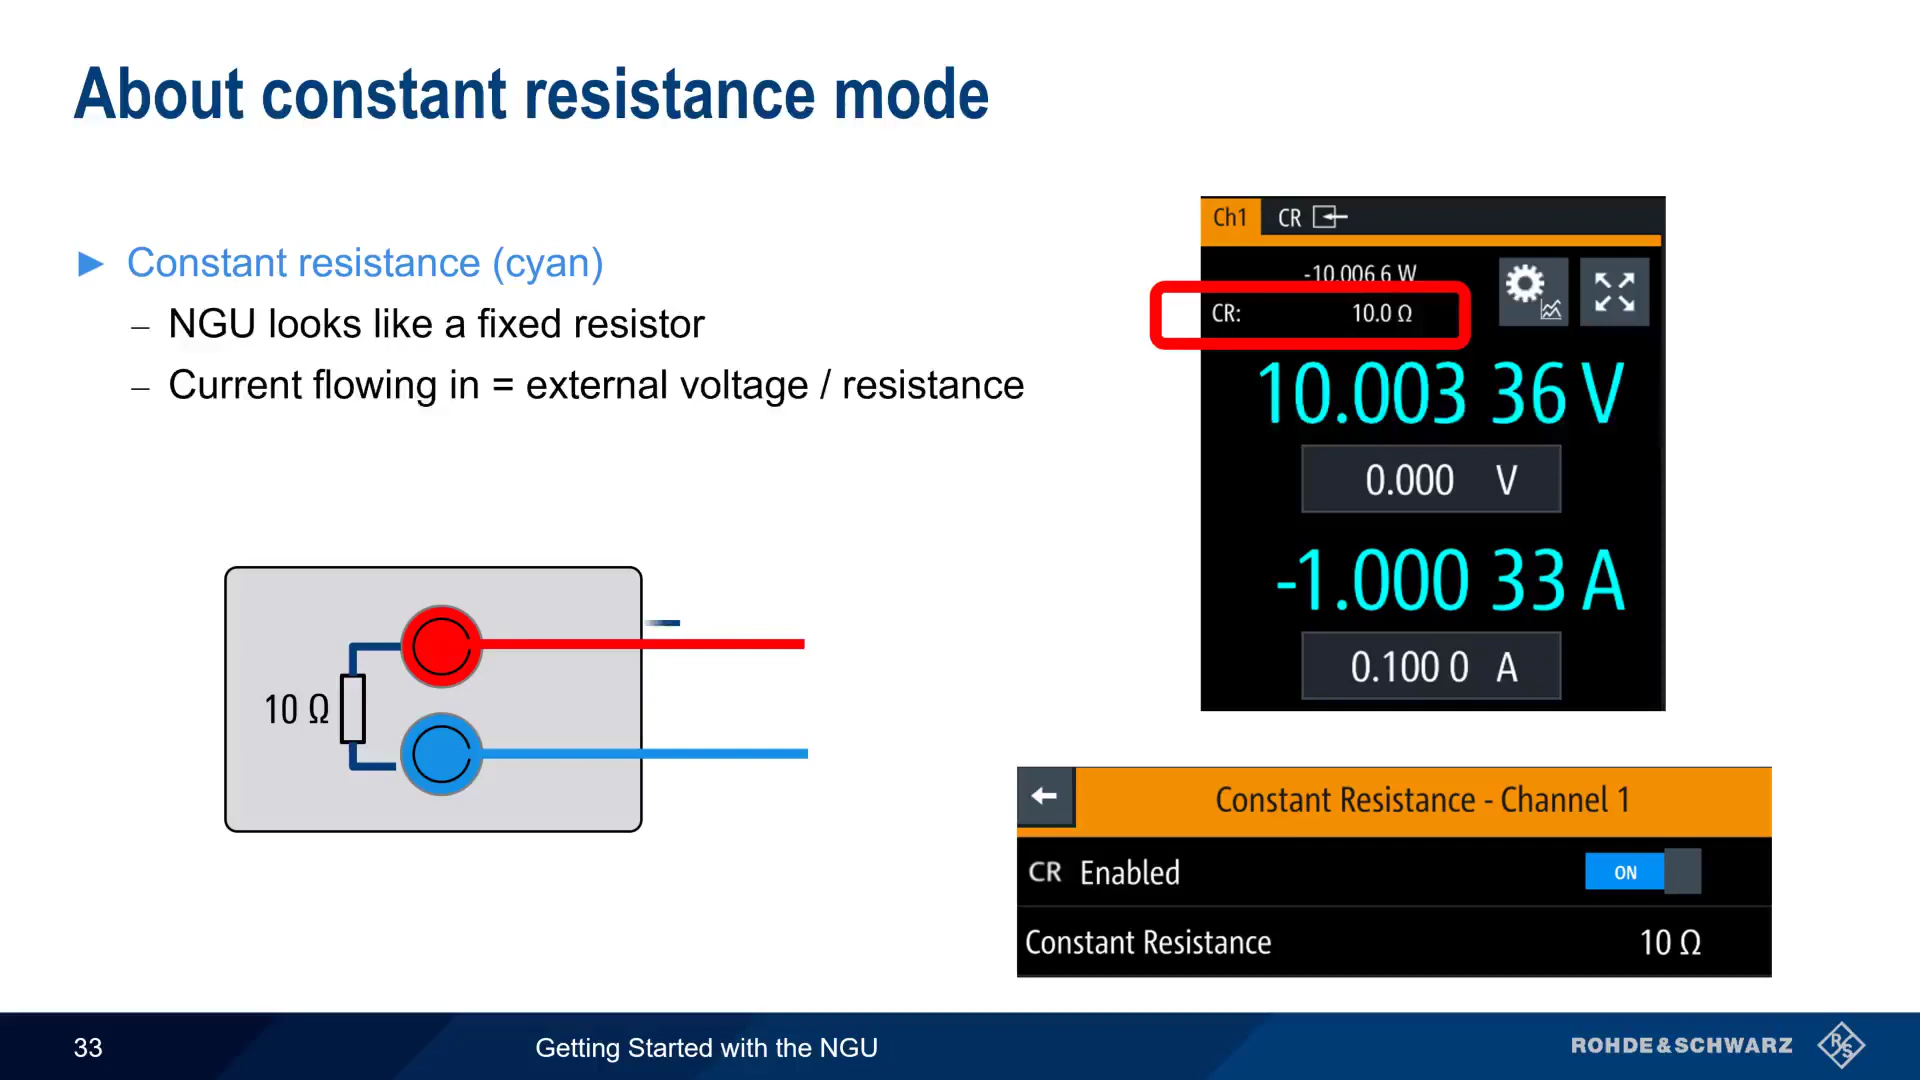 About constant resistance mode
► Constant resistance (cyan)
– NGU looks like a fixed resistor
– Current flowing in = external voltage / resistance
10 Ω
Ch1 CR
-10.006 6 W
CR: 10.0 Ω
10.003 36 V
0.000 V
-1.000 33 A
0.100 0 A
Constant Resistance - Channel 1
CR Enabled ON
Constant Resistance 10 Ω
33 Getting Started with the NGU ROHDE&SCHWARZ R&S